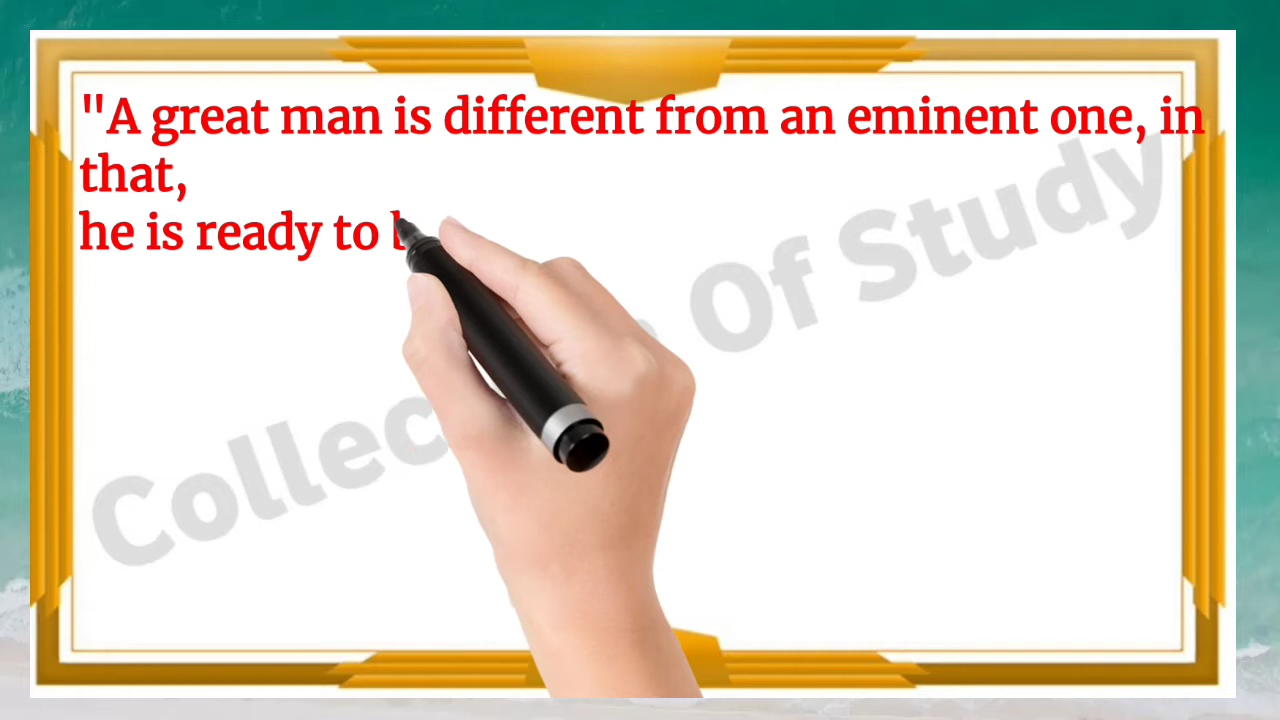 "A great man is different from an eminent one, in
that,
he is ready to
Of Study